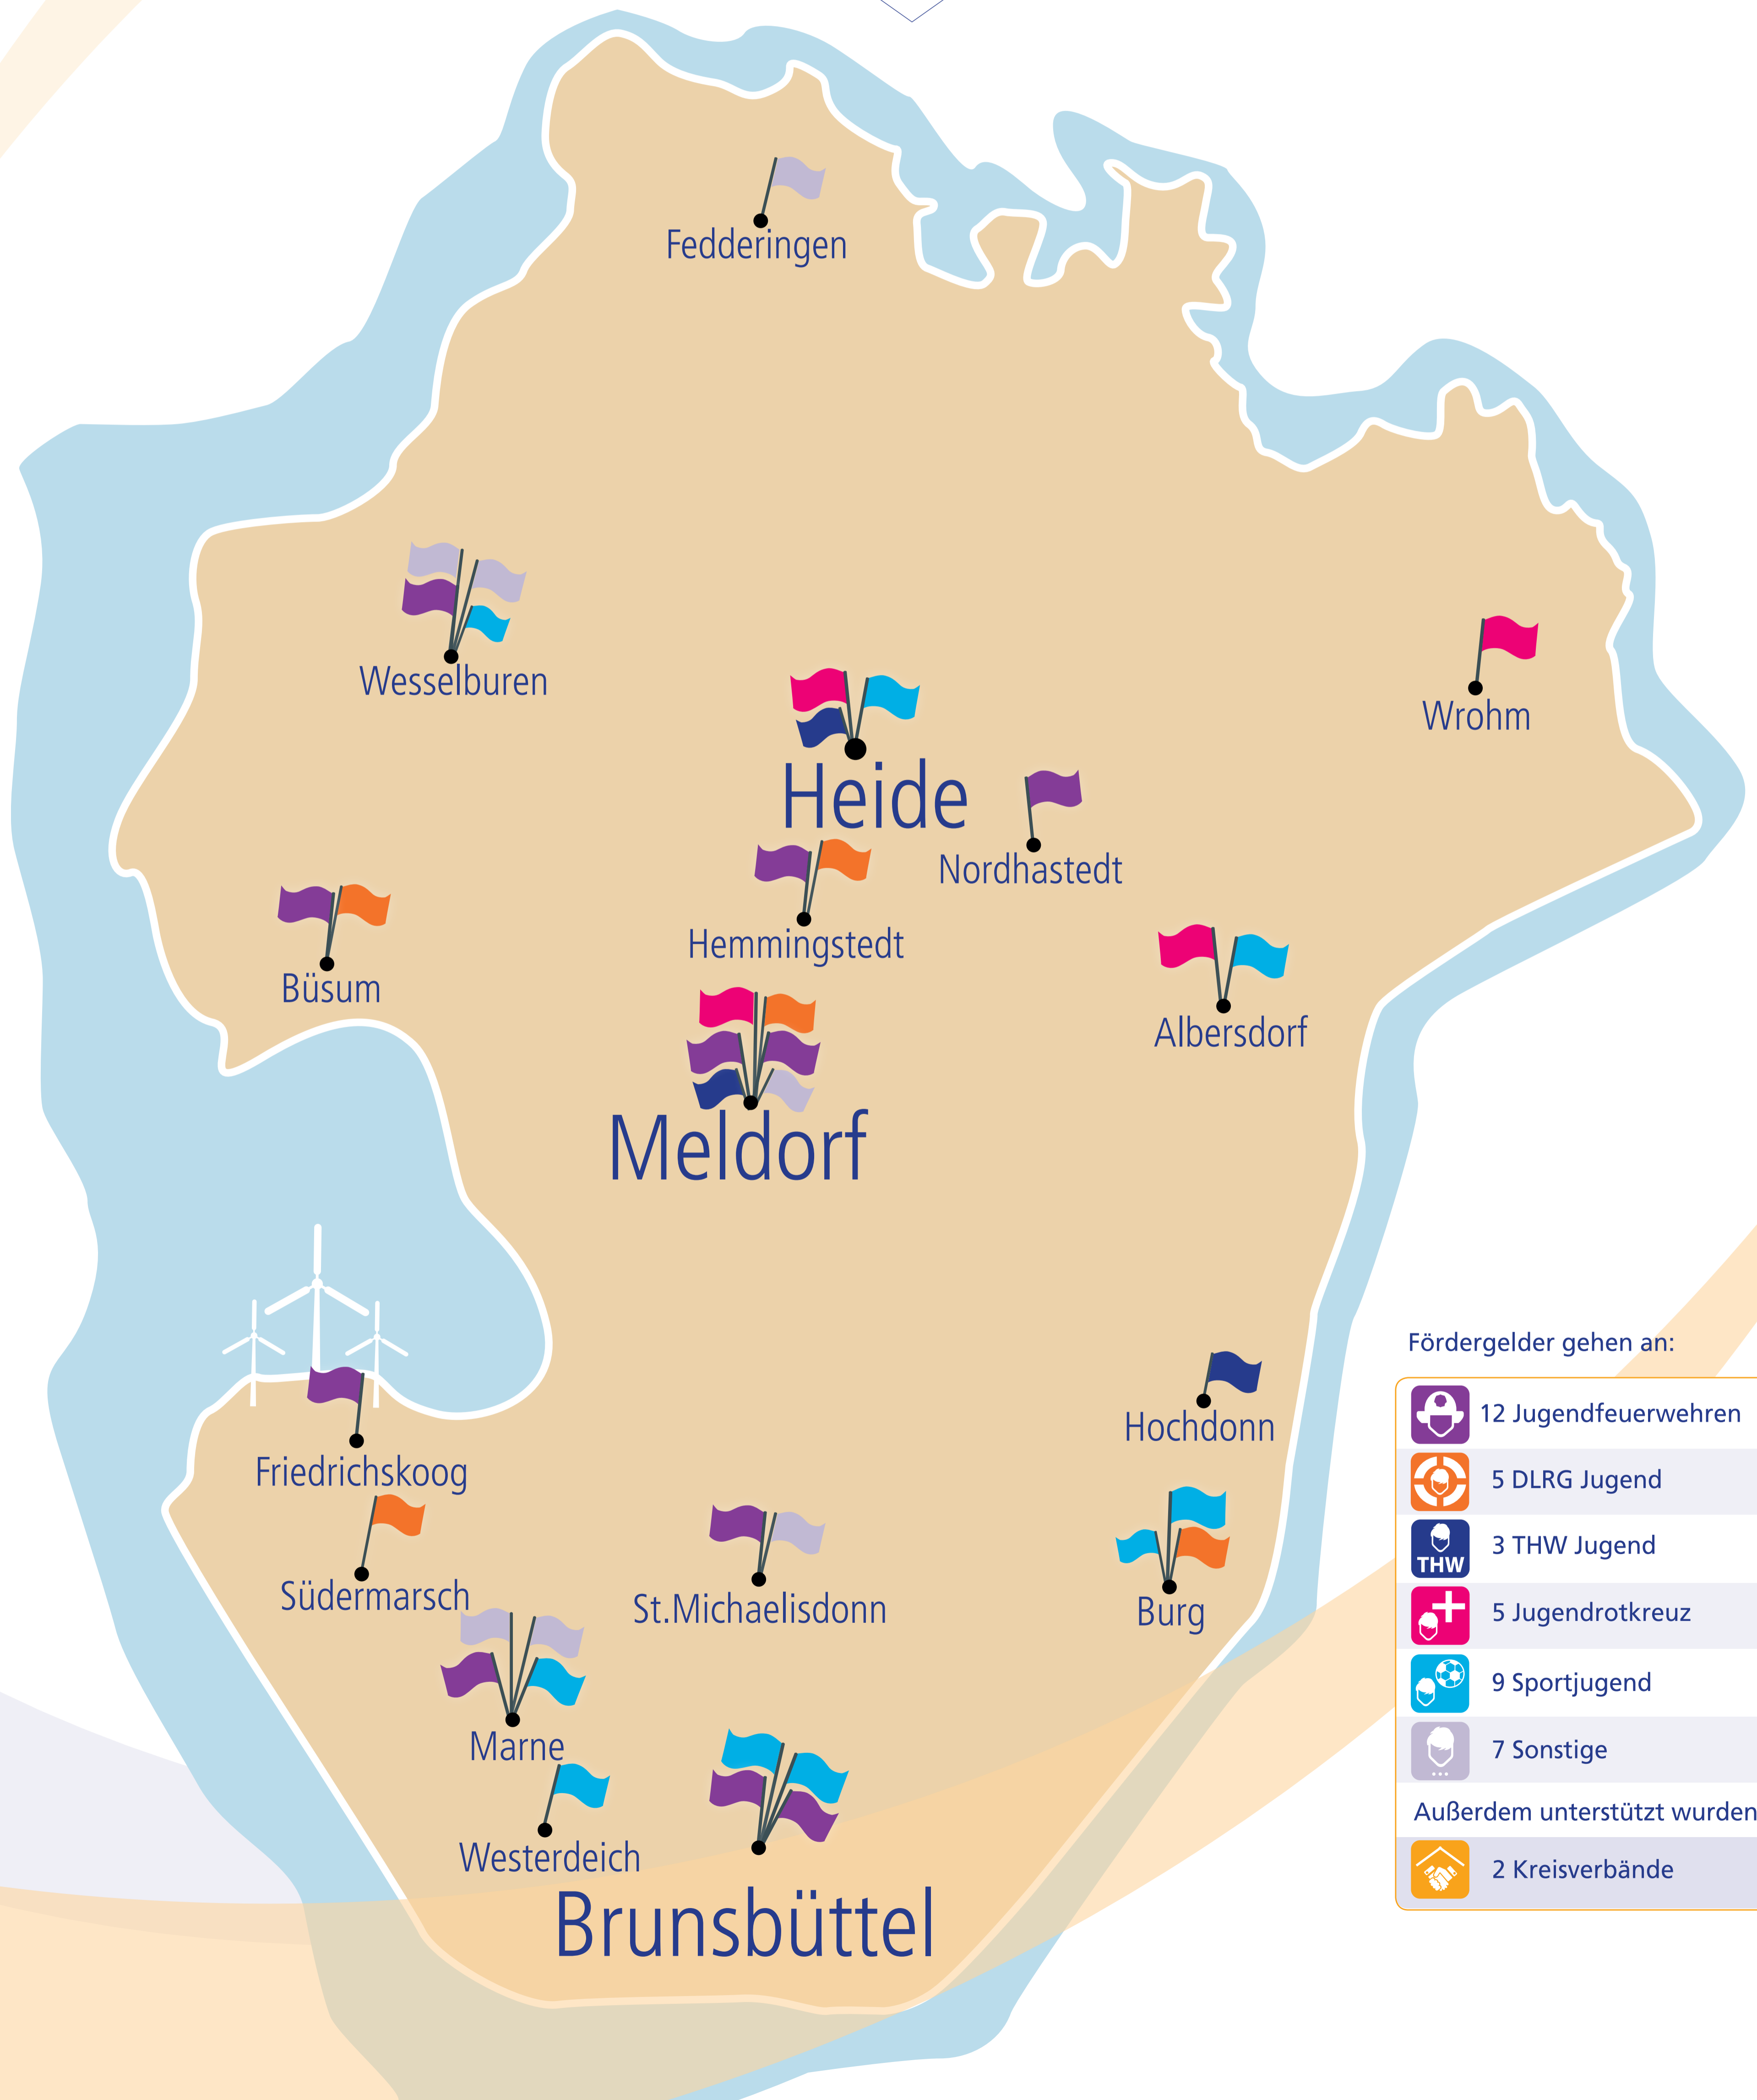 Fedderingen
Wesselburen
Wrohm
Heide
Nordhastedt
Hemmingstedt
Büsum
Albersdorf
Meldorf
Hochdonn
Friedrichskoog
Südermarsch
St.Michaelisdonn
Burg
Marne
Westerdeich
Brunsbüttel
Fördergelder gehen an:
12 Jugendfeuerwehren
5 DLRG Jugend
THW
3 THW Jugend
5 Jugendrotkreuz
9 Sportjugend
7 Sonstige
Außerdem unterstützt wurden
2 Kreisverbände